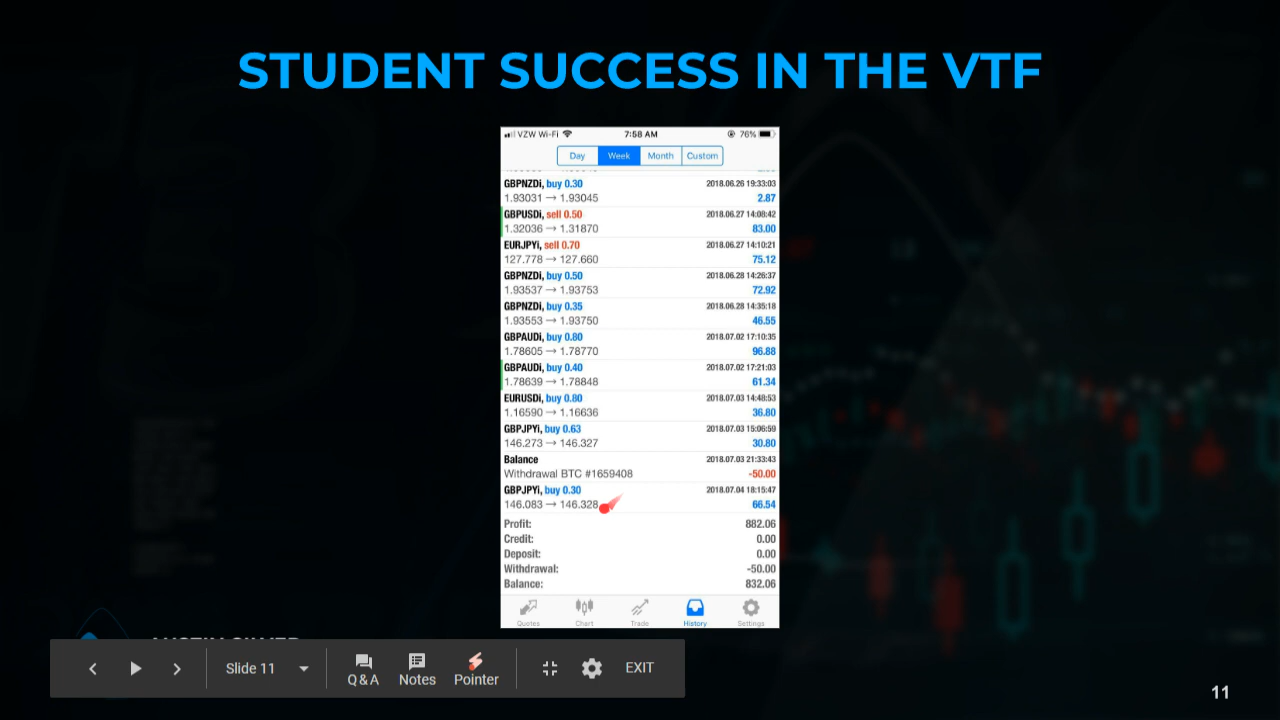 STUDENT SUCCESS IN THE VTF
VZW Wi-Fi 7:58 AM 76%
Day Week Month Custom
GBPNZDi, buy 0.30 2018.06.26 19:33:03
1.93031 → 1.93045 2.87
GBPUSDi, sell 0.50 2018.06.27 14:08:42
1.32036 → 1.31870 83.00
EURJPYi, sell 0.70 2018.06.27 14:10:21
127.778 → 127.660 75.12
GBPNZDi, buy 0.50 2018.06.28 14:26:37
1.93537 → 1.93753 72.92
GBPNZDi, buy 0.35 2018.06.28 14:35:18
1.93553 → 1.93750 46.55
GBPAUDi, buy 0.80 2018.07.02 17:10:35
1.78605 → 1.78770 96.88
GBPAUDi, buy 0.40 2018.07.02 17:21:03
1.78639 → 1.78848 61.34
EURUSDi, buy 0.80 2018.07.03 14:48:53
1.16590 → 1.16636 36.80
GBPJPYi, buy 0.63 2018.07.03 15:06:59
146.273 → 146.327 30.80
Balance 2018.07.03 21:33:43
Withdrawal BTC #1659408 -50.00
GBPJPYi, buy 0.30 2018.07.04 18:15:47
146.083 → 146.328 66.54
Profit: 882.06
Credit: 0.00
Deposit: 0.00
Withdrawal: -50.00
Balance: 832.06
Quotes Chart Trade History Settings
Slide 11 Q&A Notes Pointer EXIT
11